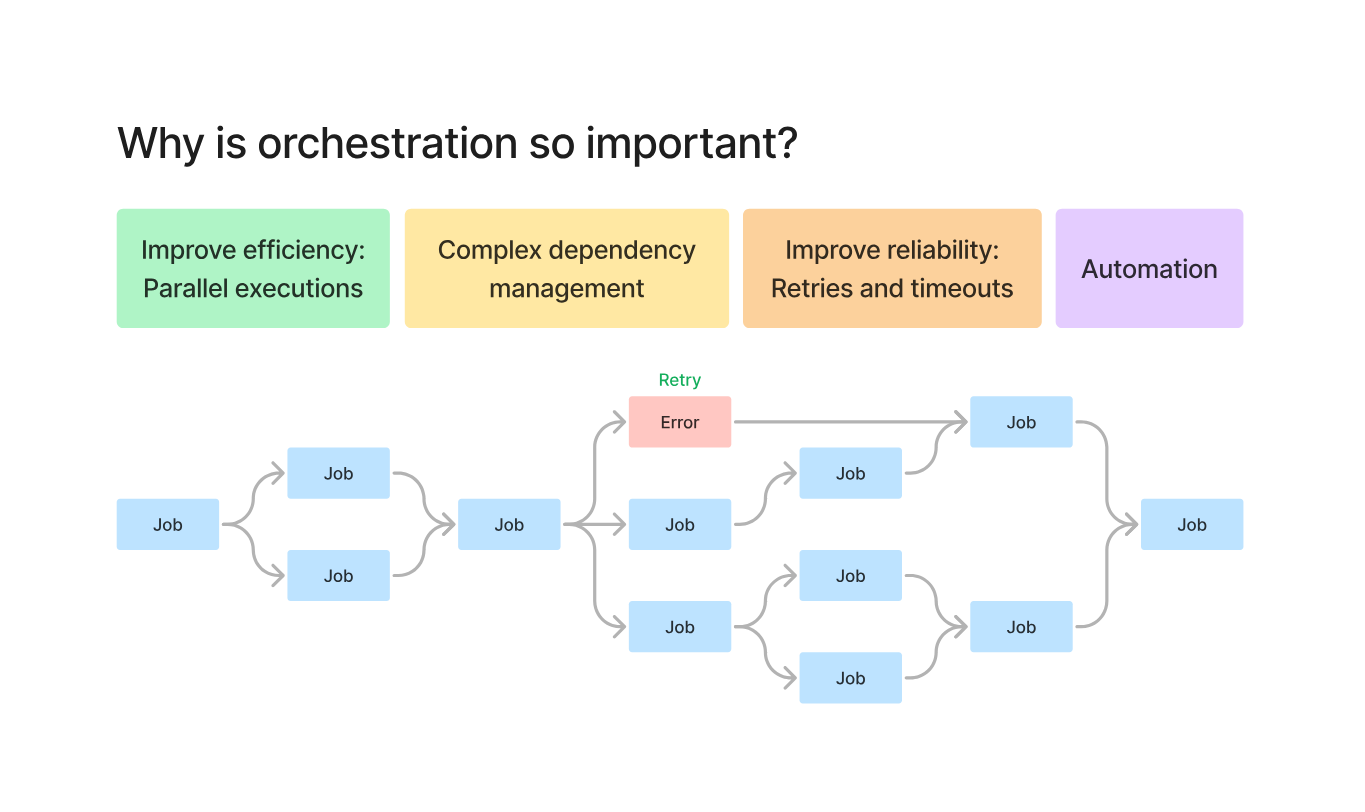 Why is orchestration so important?
Improve efficiency:
Parallel executions
Complex dependency
management
Improve reliability:
Retries and timeouts
Automation
Retry
Error
Job
Job
Job
Job
Job
Job
Job
Job
Job
Job
Job
Job
Job